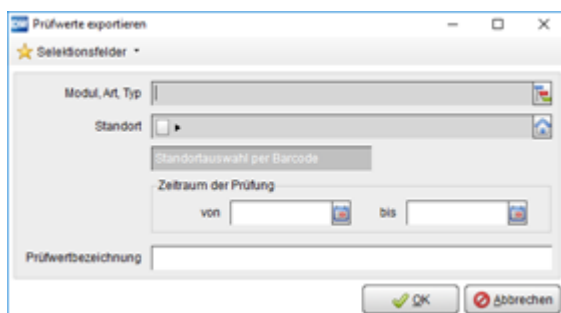 Prüfwerte exportieren
Selektionsfelder
Modul, Art, Typ
Standort
Standortauswahl per Barcode
Zeitraum der Prüfung
von bis
Prüfwertbezeichnung
OK Abbrechen